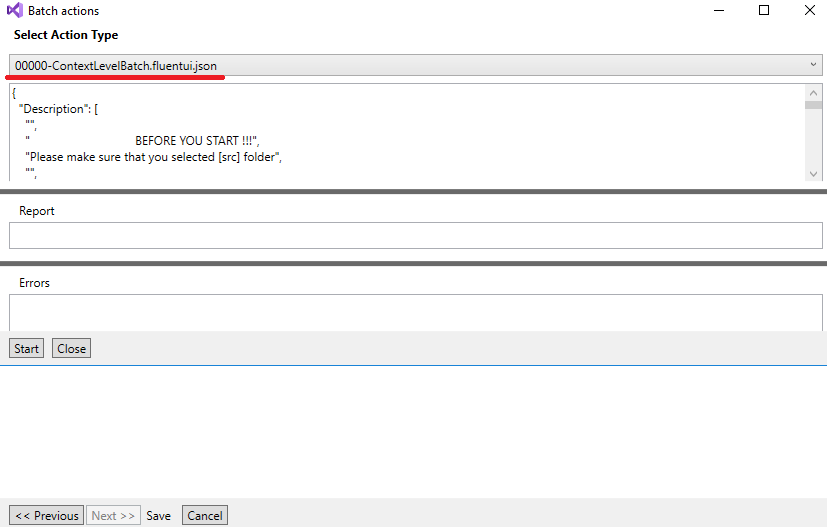 Batch actions
Select Action Type
00000-ContextLevelBatch.fluentui.json
{
"Description": [
"",
" BEFORE YOU START !!!",
"Please make sure that you selected [src] folder",
"",
Report
Errors
Start Close
<< Previous Next >> Save Cancel